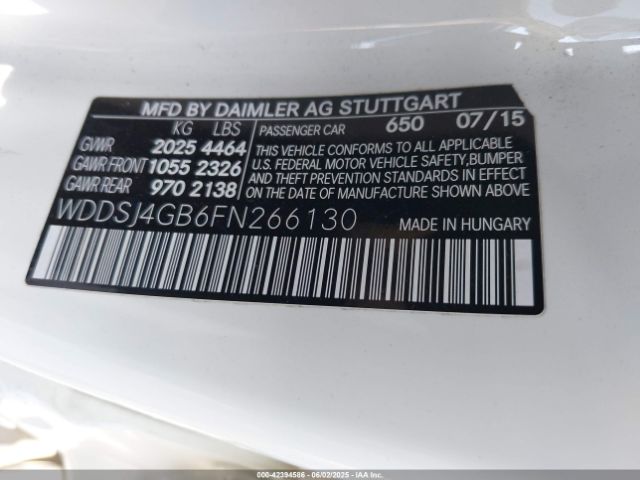 MFD BY DAIMLER AG STUTTGART
KG LBS PASSENGER CAR 650 07/15
GVWR 2025 4464
GAWR FRONT 1055 2326
GAWR REAR 970 2138
THIS VEHICLE CONFORMS TO ALL APPLICABLE
U.S. FEDERAL MOTOR VEHICLE SAFETY, BUMPER
AND THEFT PREVENTION STANDARDS IN EFFECT
ON THE DATE OF MANUFACTURE SHOWN ABOVE
WDDSJ4GB6FN266130 MADE IN HUNGARY
000-42394586 - 06/02/2025 - IAA Inc.